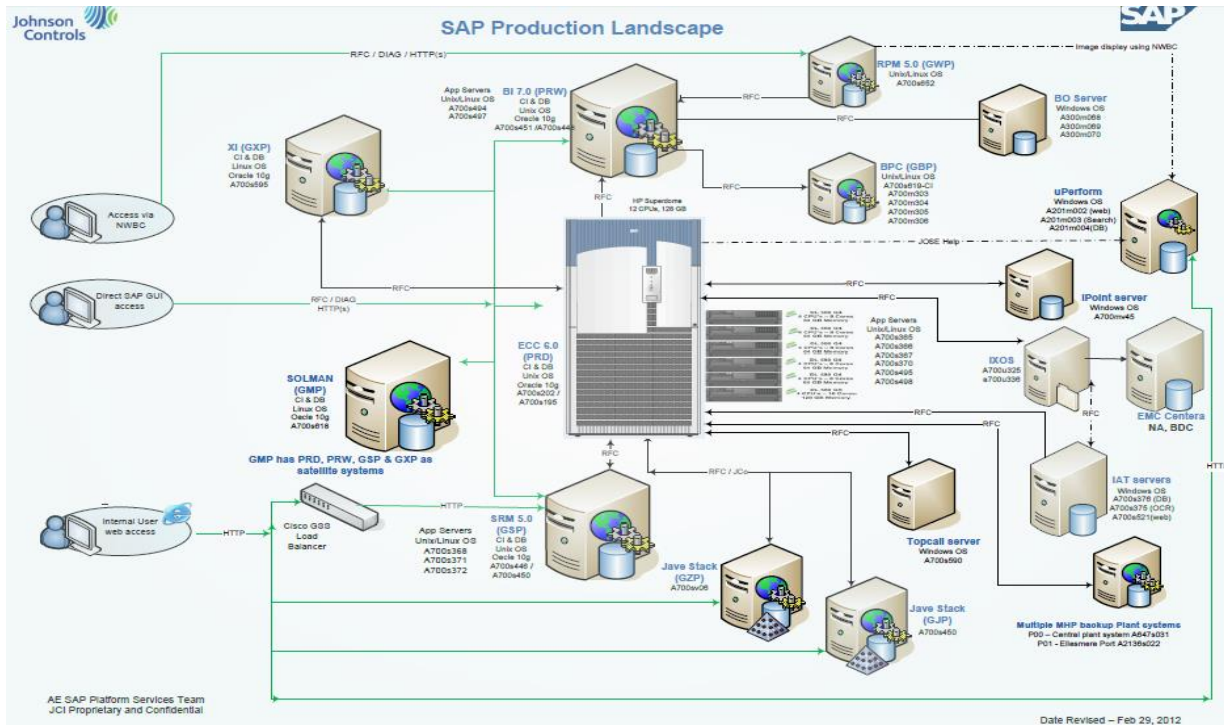 Johnson
Controls
SAP Production Landscape
SAP
RFC / DIAG / HTTP(s)
Image display using NWBC
RPM 5.0 (GWP)
Unix/Linux OS
A700s652
App Servers
Unix/Linux OS
A700s494
A700s497
BI 7.0 (PRW)
CI & DB
Unix OS
Oracle 10g
RFC
RFC
BO Server
Windows OS
A300m068
A300m069
A300m070
XI (GXP)
CI & DB
Linux OS
Oracle 10g
A700s595
BPC (GBP)
Unix/Linux OS
A700s619-CI
A700m303
A700m304
A700m305
A700m306
RFC
RFC
uPerform
Windows OS
A201m002 (web)
A201m003 (Search)
A201m004(DB)
Access via
NWBC
HP Superdome
12 CPUs, 128 GB
JOSE Help
Direct SAP GUI
access
RFC / DIAG
HTTP(s)
RFC
RFC
IPoint server
Windows OS
A700mv45
RFC
App Servers
Unix/Linux OS
A700s365
A700s366
A700s367
A700s370
A700s495
A700s498
ECC 6.0
(PRD)
CI & DB
Unix OS
Oracle 10g
A700s202 /
A700s195
IXOS
A700u325
a700u336
EMC Centera
NA, BDC
SOLMAN
(GMP)
CI & DB
Linux OS
Oacle 10g
A700s618
RFC
RFC
RFC
GMP has PRD, PRW, GSP & GXP as
satellite systems
RFC
RFC / JCo
HTTP
IAT servers
Windows OS
A700s376 (DB)
A700s375 (OCR)
A700s521(web)
Internal User
web access
HTTP
Cisco GSS
Load
Balancer
HTTP
App Servers
Unix/Linux OS
A700s368
A700s371
A700s372
SRM 5.0
(GSP)
CI & DB
Unix OS
Oracle 10g
A700s446 /
A700s450
Topcall server
Windows OS
A700s690
Jave Stack
(GZP)
A700sv06
Jave Stack
(GJP)
A700s450
Multiple MHP backup Plant systems
P00 – Central plant system A647s031
P01 - Ellesmere Port A2136s022
AE SAP Platform Services Team
JCI Proprietary and Confidential
Date Revised – Feb 29, 2012